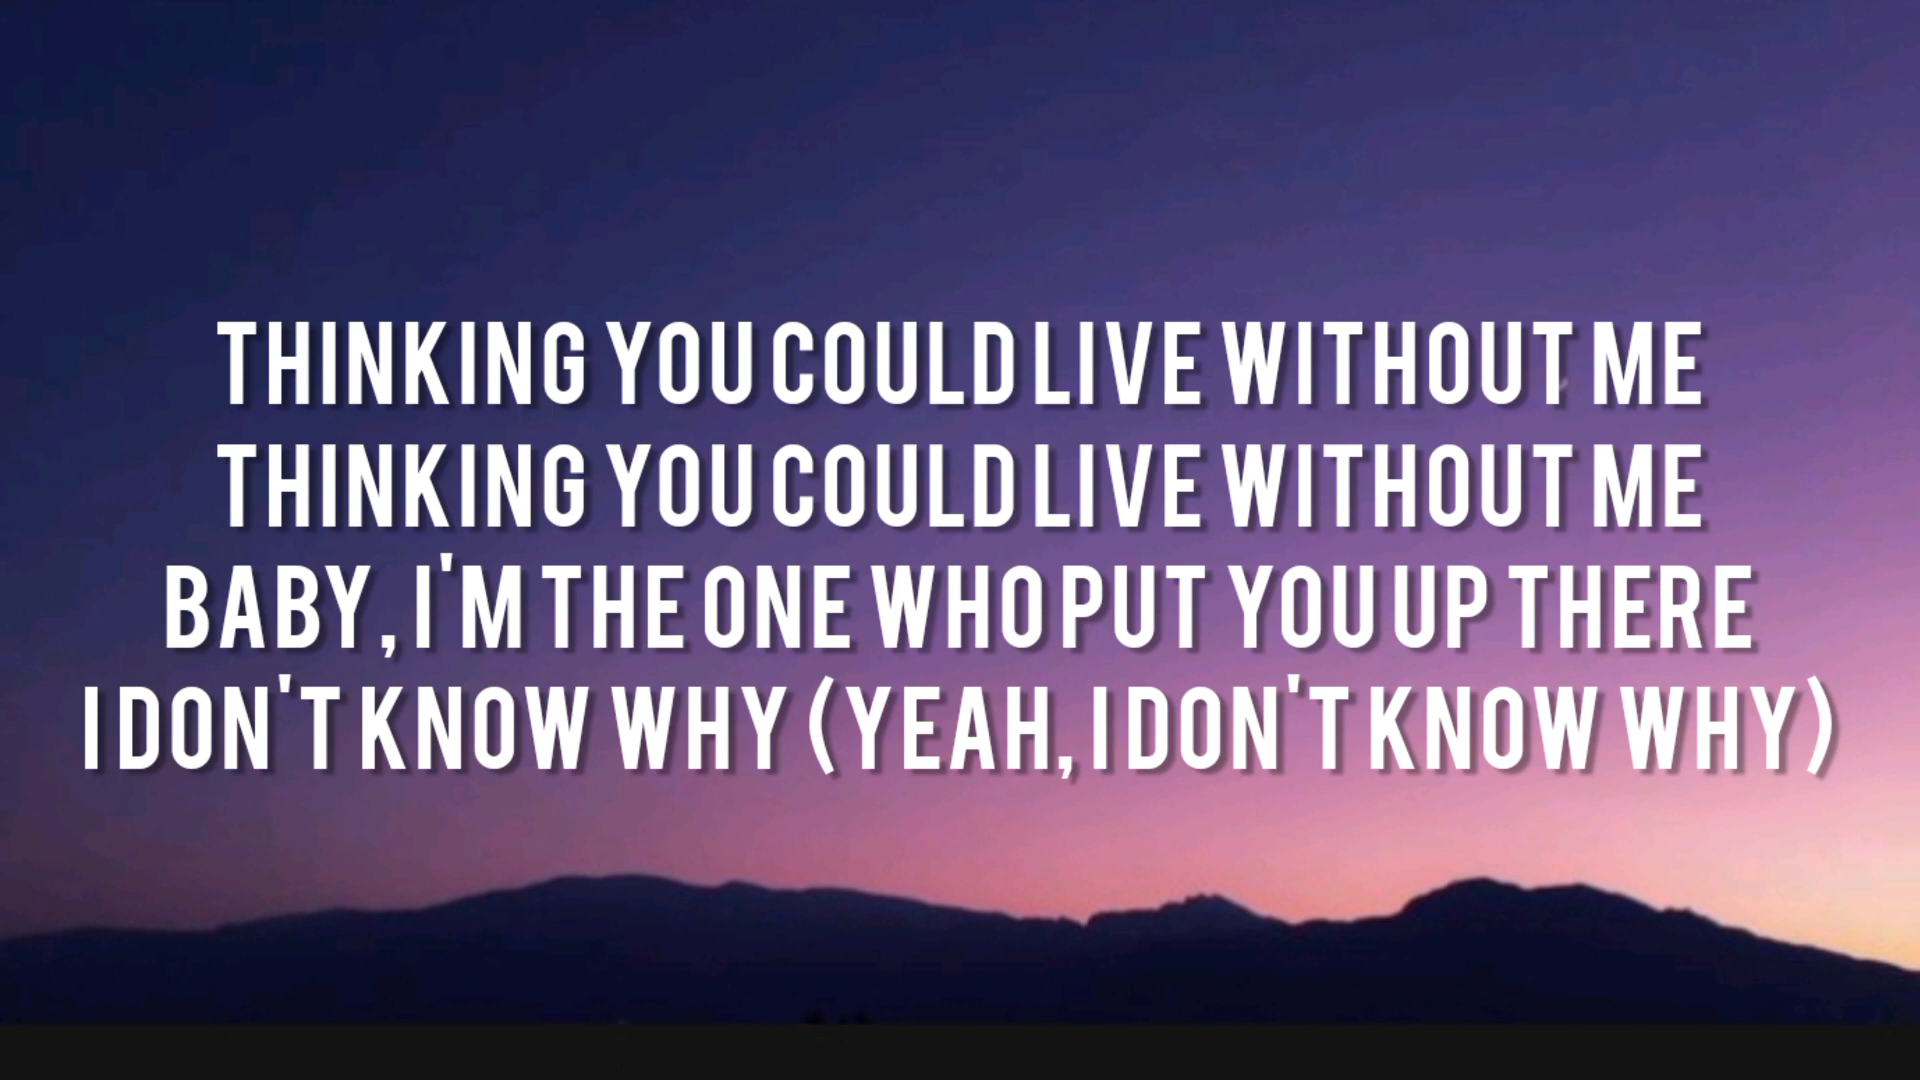 THINKING YOU COULD LIVE WITHOUT ME
THINKING YOU COULD LIVE WITHOUT ME
BABY, I'M THE ONE WHO PUT YOU UP THERE
I DON'T KNOW WHY (YEAH, I DON'T KNOW WHY)